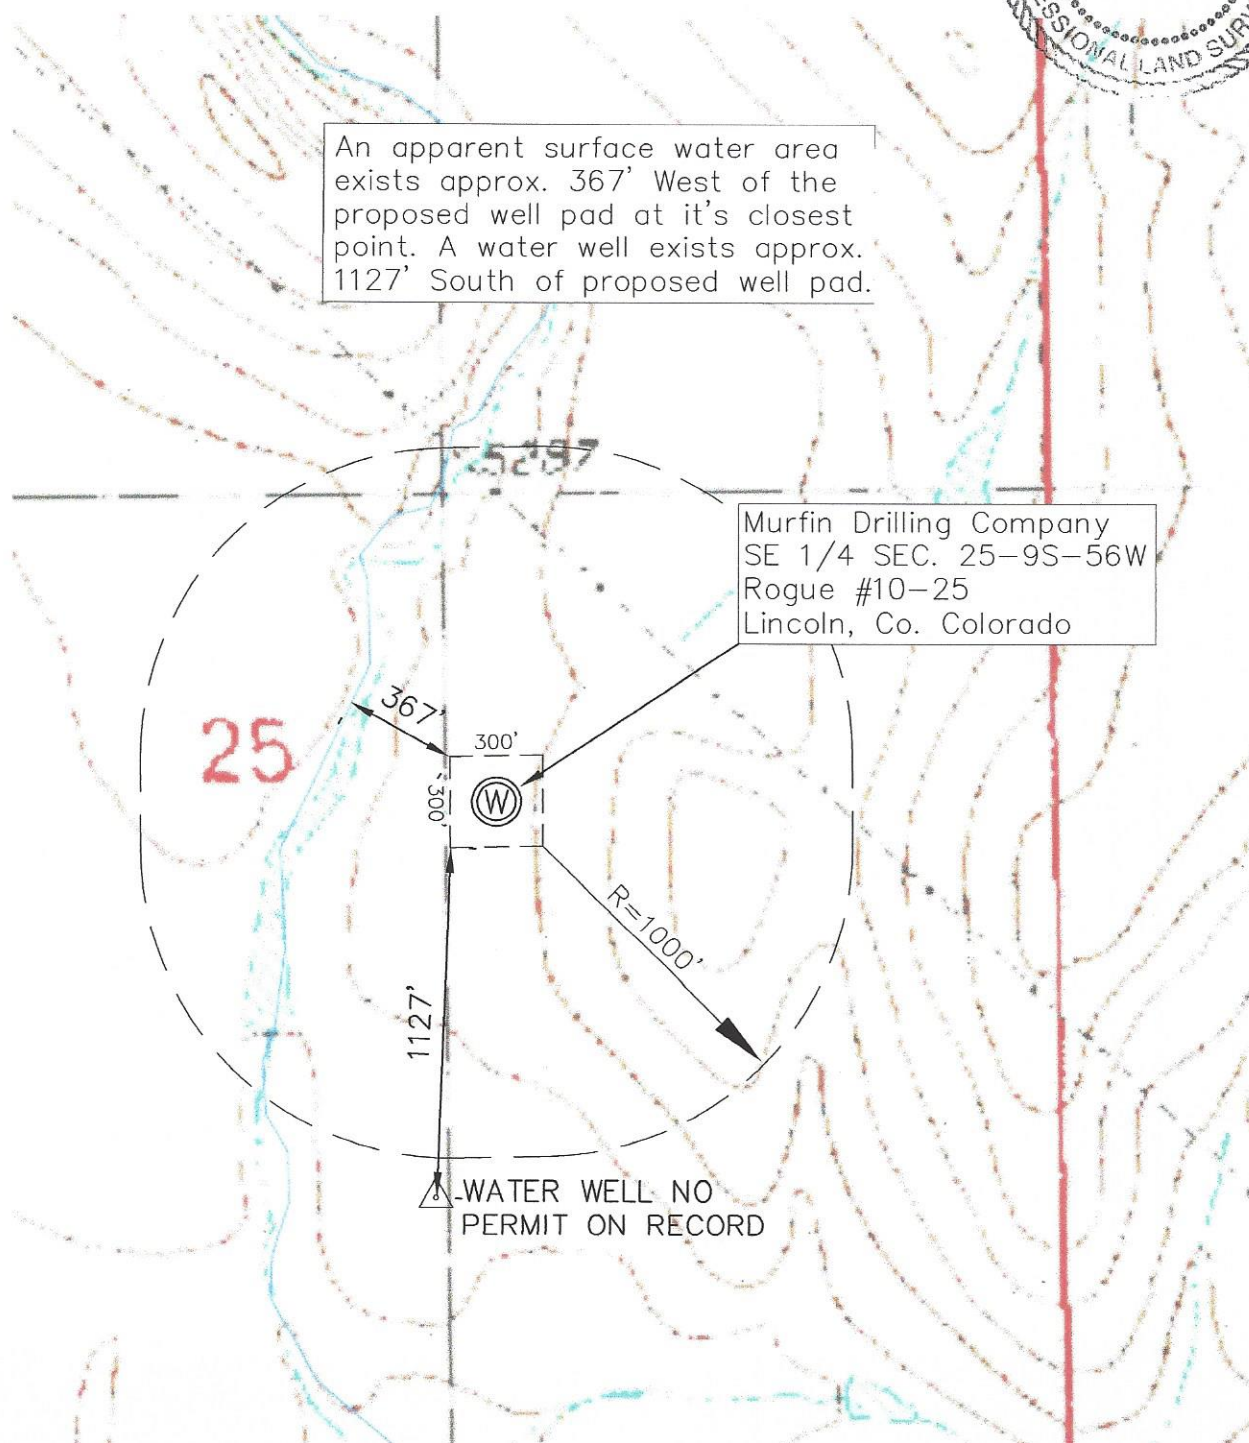 ESSIONAL LAND SURV
An apparent surface water area
exists approx. 367' West of the
proposed well pad at it's closest
point. A water well exists approx.
1127' South of proposed well pad.
5297
Murfin Drilling Company
SE 1/4 SEC. 25-9S-56W
Rogue #10-25
Lincoln, Co. Colorado
367'
25
300'
300'
W
R=1000'
1127'
WATER WELL NO
PERMIT ON RECORD